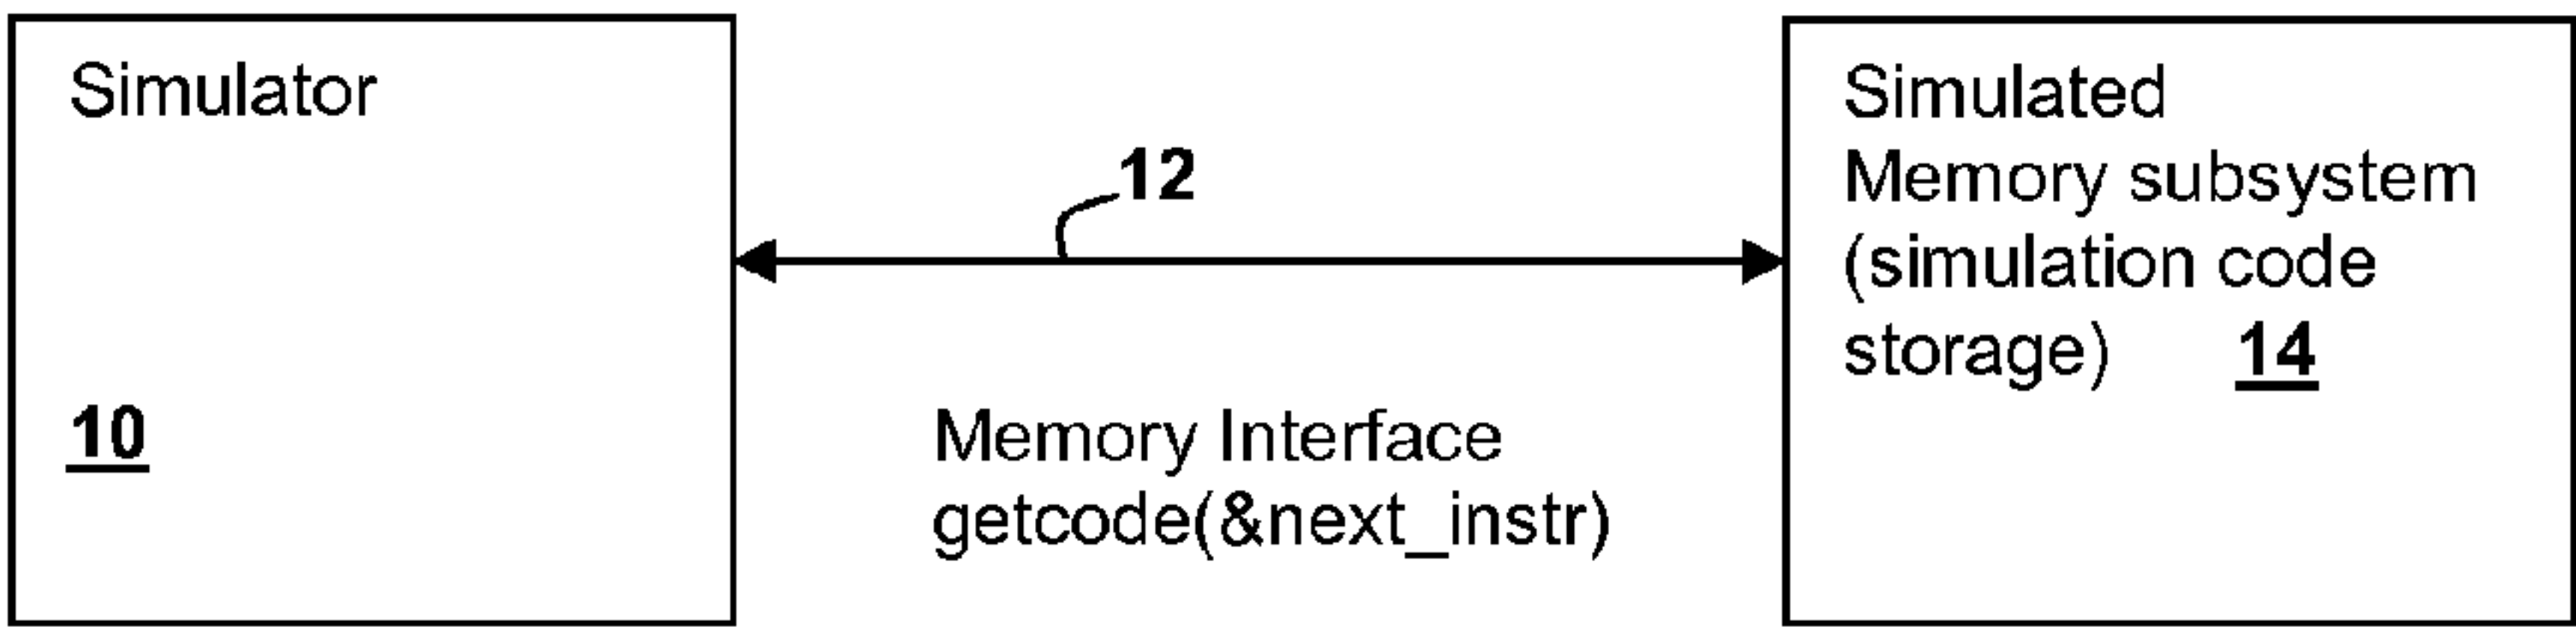 Simulator
10
12
Memory Interface
getcode(&next_instr)
Simulated
Memory subsystem
(simulation code
storage) 14